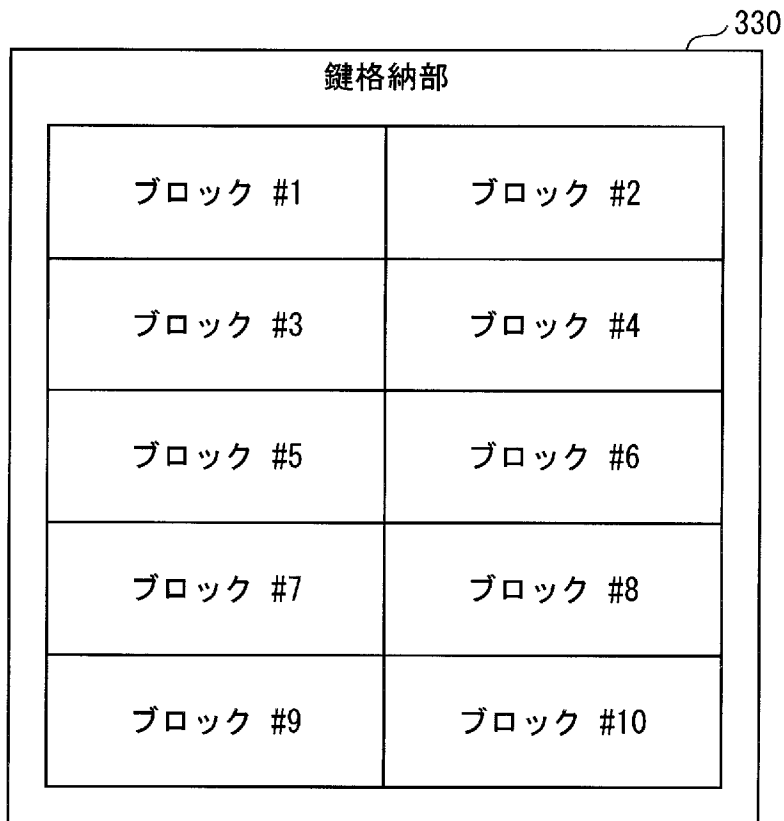 330
鍵格納部
ブロック #1
ブロック #2
ブロック #3
ブロック #4
ブロック #5
ブロック #6
ブロック #7
ブロック #8
ブロック #9
ブロック #10